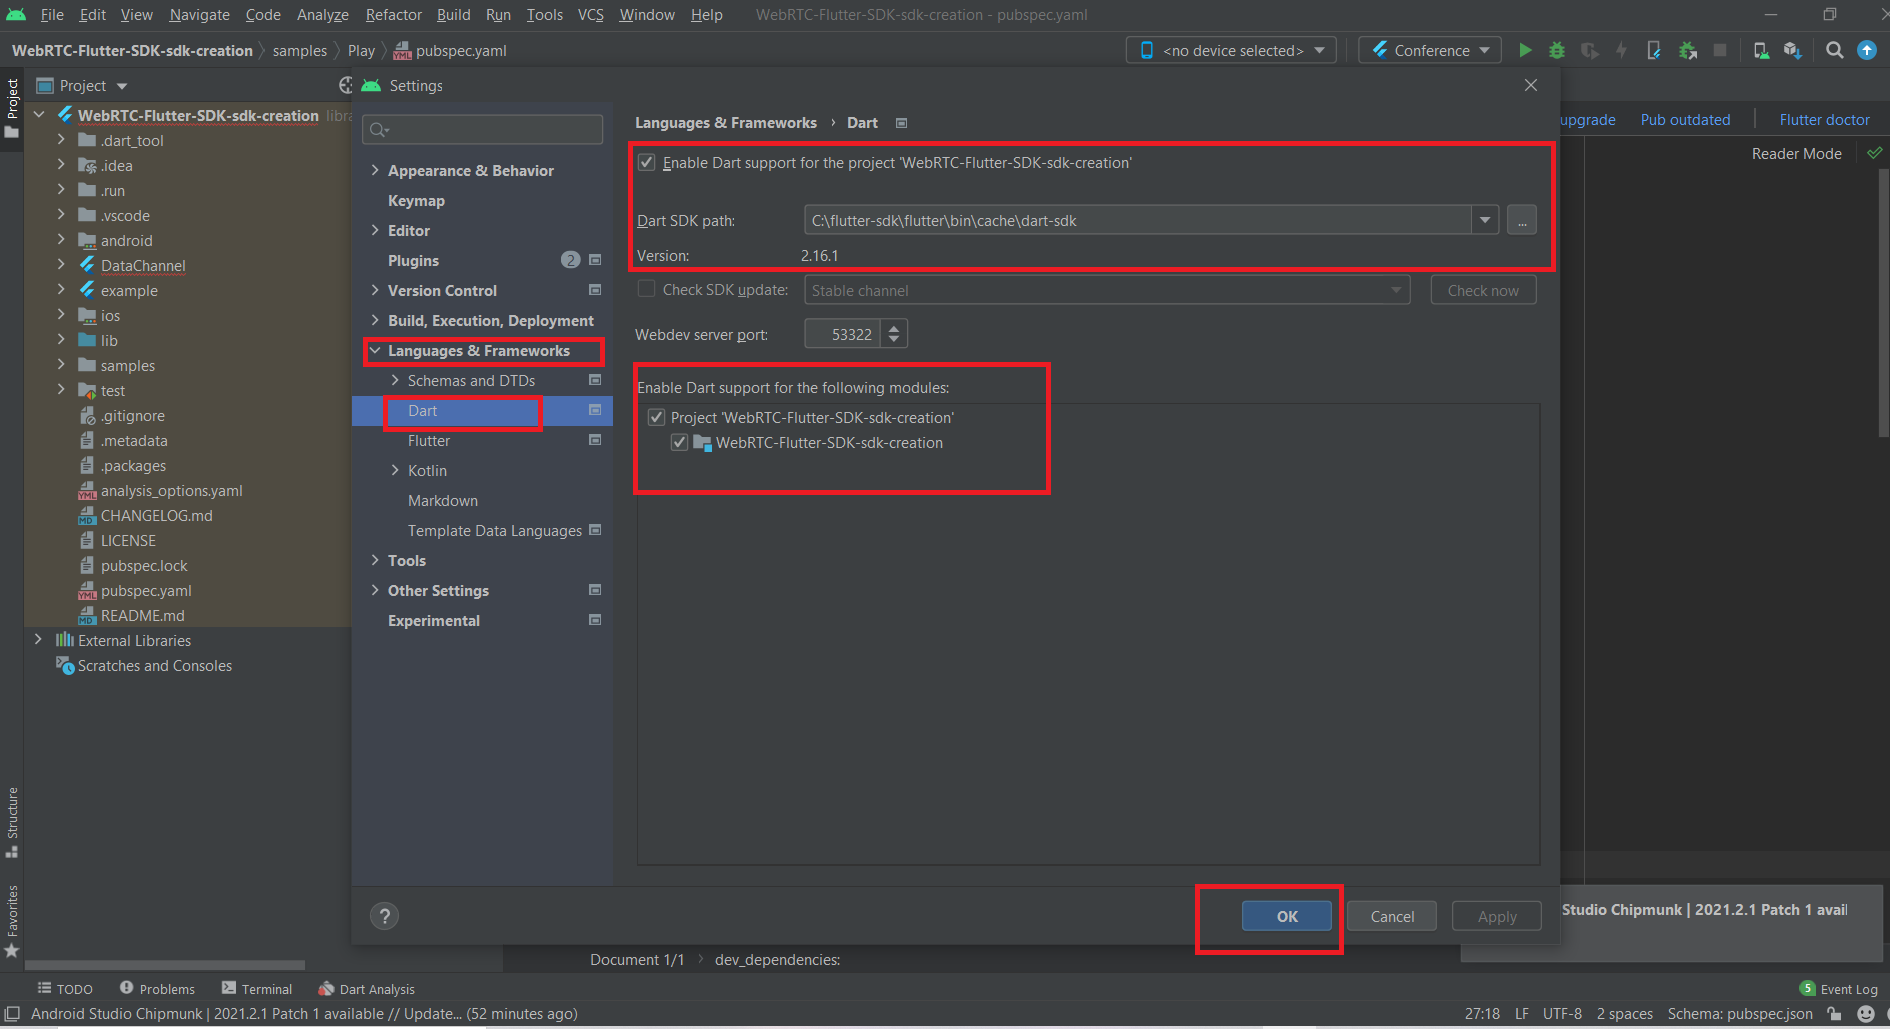 File Edit View Navigate Code Analyze Refactor Build Run Tools VCS Window Help WebRTC-Flutter-SDK-sdk-creation - pubspec.yaml
WebRTC-Flutter-SDK-sdk-creation samples Play pubspec.yaml <no device selected> Conference
Project
Project
Structure
Favorites
WebRTC-Flutter-SDK-sdk-creation
.dart_tool
.idea
.run
.vscode
android
DataChannel
example
ios
lib
samples
test
.gitignore
.metadata
.packages
analysis_options.yaml
CHANGELOG.md
LICENSE
pubspec.lock
pubspec.yaml
README.md
External Libraries
Scratches and Consoles
Settings
Appearance & Behavior
Keymap
Editor
Plugins 2
Version Control
Build, Execution, Deployment
Languages & Frameworks
Schemas and DTDs
Dart
Flutter
Kotlin
Markdown
Template Data Languages
Tools
Other Settings
Experimental
?
Languages & Frameworks › Dart
Enable Dart support for the project 'WebRTC-Flutter-SDK-sdk-creation'
Dart SDK path: C:\flutter-sdk\flutter\bin\cache\dart-sdk ...
Version: 2.16.1
Check SDK update: Stable channel Check now
Webdev server port: 53322
Enable Dart support for the following modules:
Project 'WebRTC-Flutter-SDK-sdk-creation'
WebRTC-Flutter-SDK-sdk-creation
OK Cancel Apply
upgrade Pub outdated Flutter doctor
Reader Mode
Studio Chipmunk | 2021.2.1 Patch 1 avail
Document 1/1 › dev_dependencies:
TODO Problems Terminal Dart Analysis 5 Event Log
Android Studio Chipmunk | 2021.2.1 Patch 1 available // Update... (52 minutes ago) 27:18 LF UTF-8 2 spaces Schema: pubspec.json